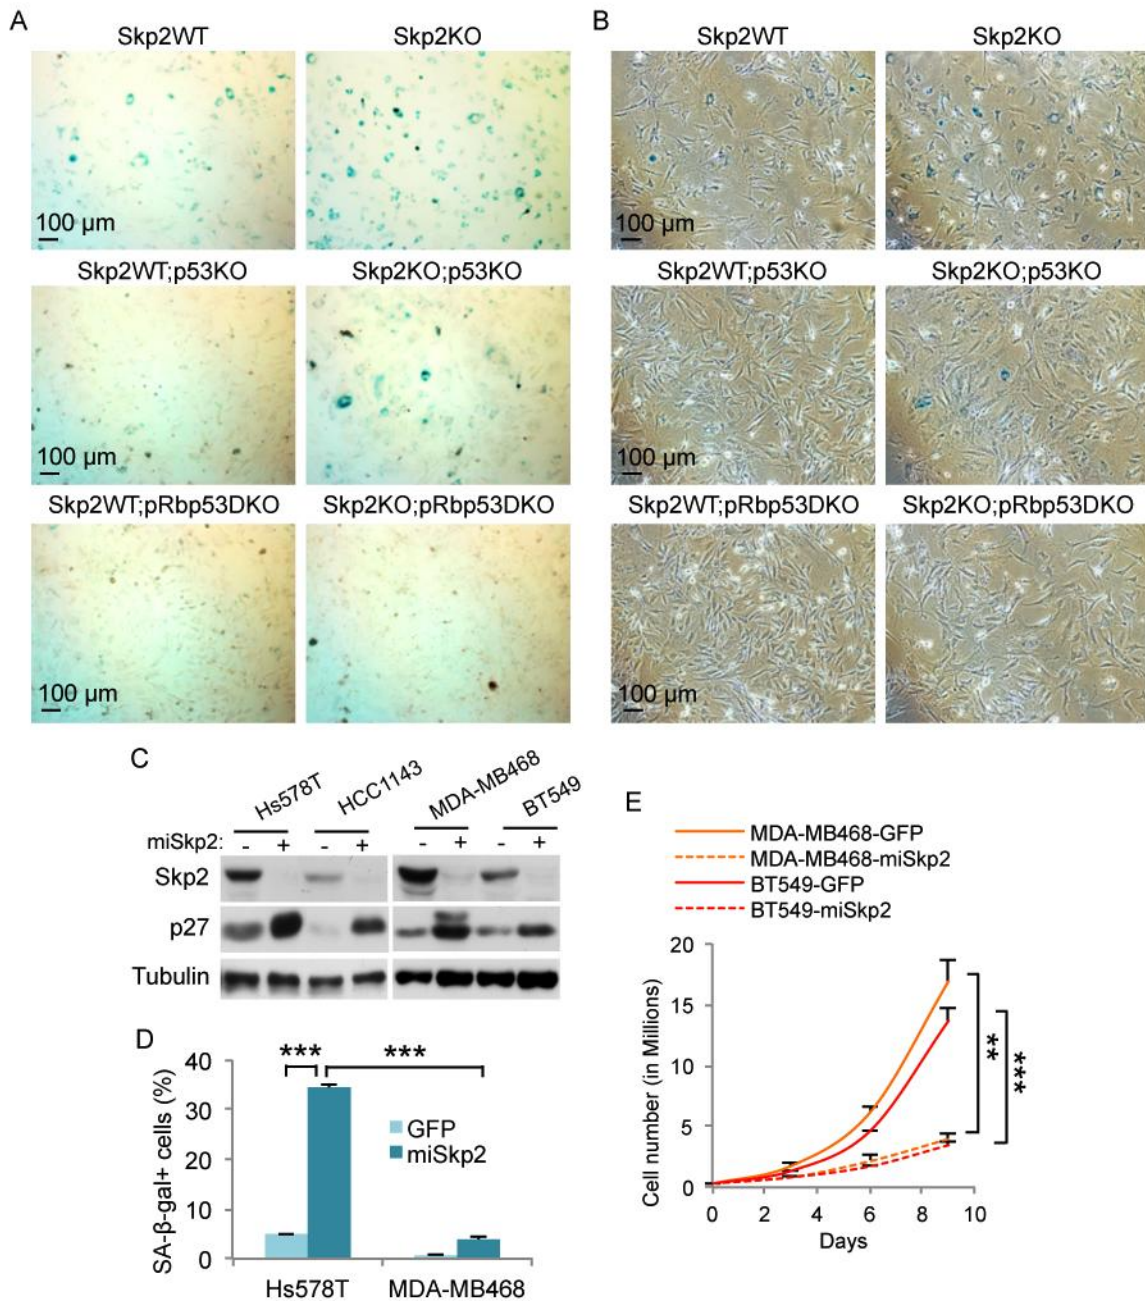 A
B
Skp2WT
Skp2KO
Skp2WT
Skp2KO
100 µm
100 µm
Skp2WT;p53KO
Skp2KO;p53KO
Skp2WT;p53KO
Skp2KO;p53KO
100 µm
100 µm
Skp2WT;pRbp53DKO
Skp2KO;pRbp53DKO
Skp2WT;pRbp53DKO
Skp2KO;pRbp53DKO
100 µm
100 µm
C
Hs578T
HCC1143
MDA-MB468
BT549
miSkp2: - + - + - + - +
Skp2
p27
Tubulin
D
SA-β-gal+ cells (%)
40
30
20
10
0
***
***
GFP
miSkp2
Hs578T
MDA-MB468
E
MDA-MB468-GFP
MDA-MB468-miSkp2
BT549-GFP
BT549-miSkp2
Cell number (in Millions)
20
15
10
5
0
**
***
0 2 4 6 8 10
Days